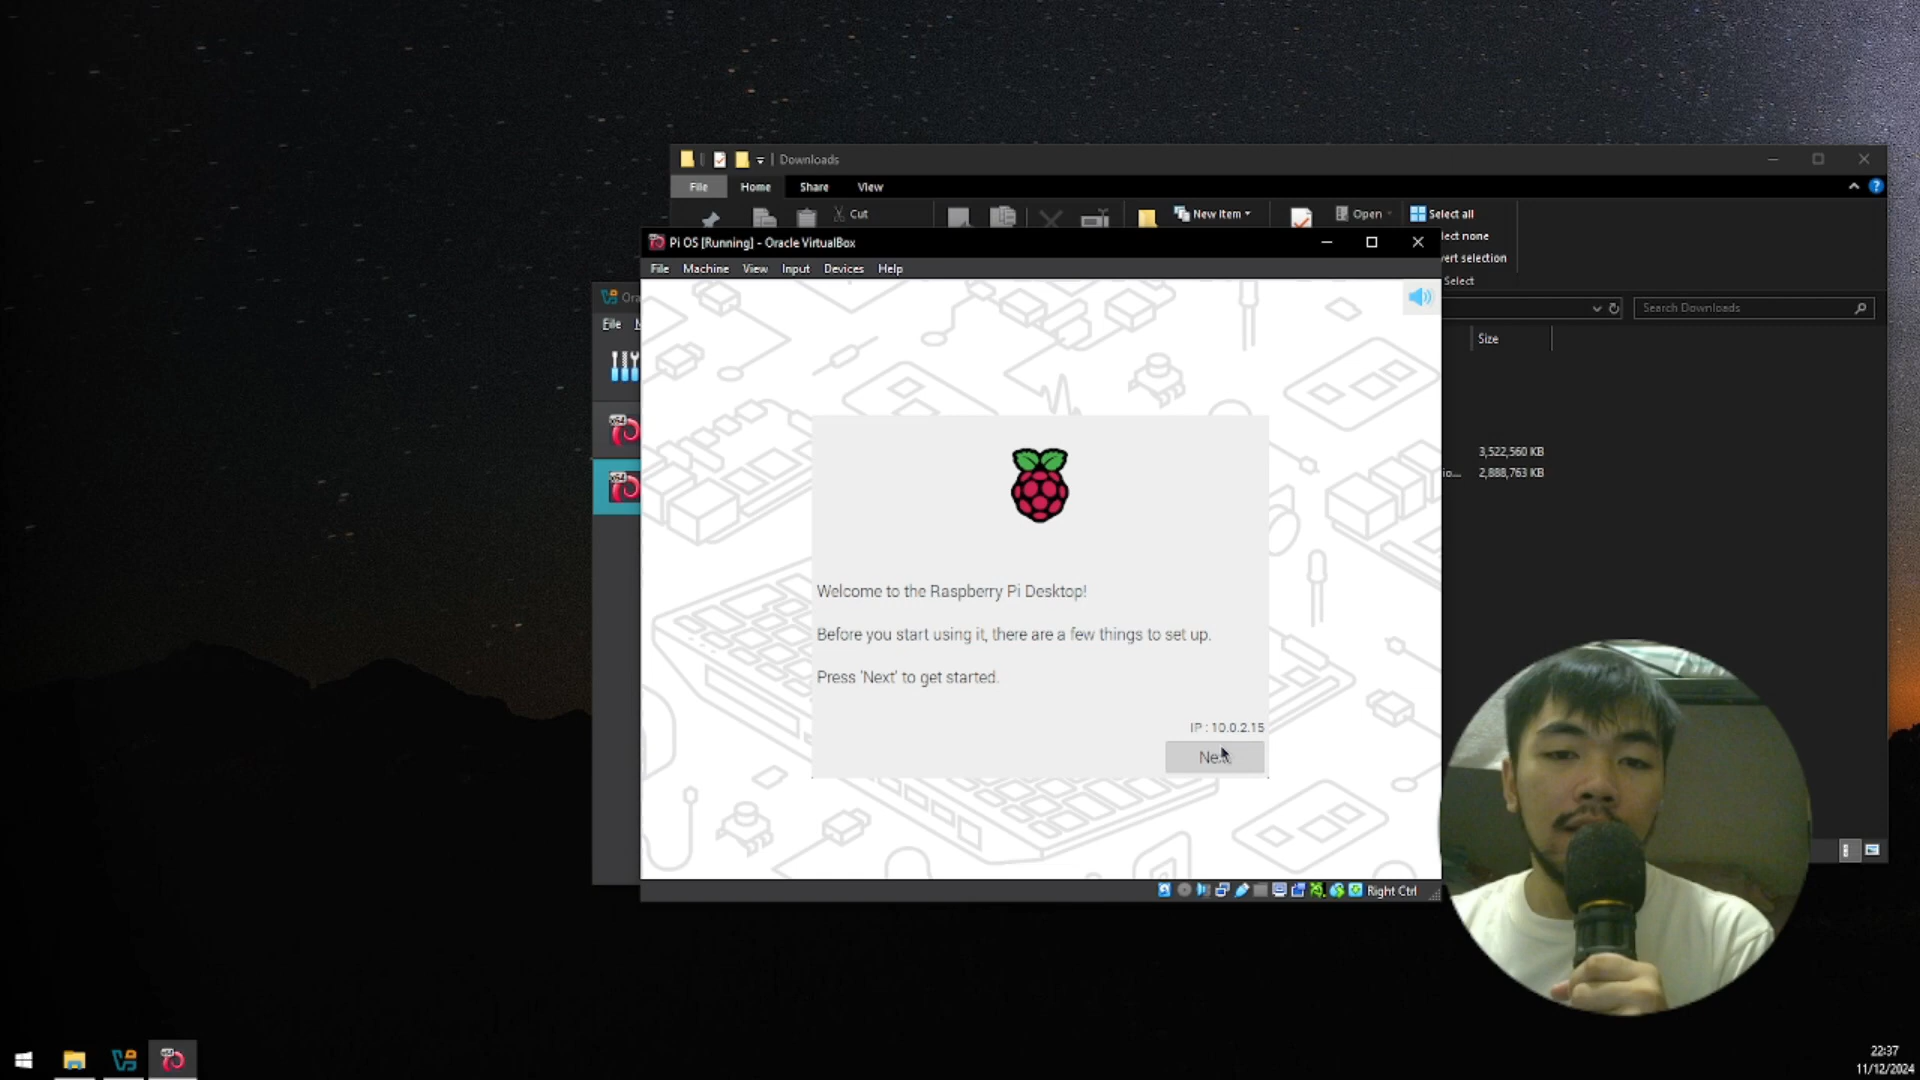 Downloads
File Home Share View
Cut
New item
Open
Select all
lect none
vert selection
Select
Search Downloads
Size
3,522,560 KB
io... 2,888,763 KB
Ora
File M
Pi OS [Running] - Oracle VirtualBox
File Machine View Input Devices Help
Welcome to the Raspberry Pi Desktop!
Before you start using it, there are a few things to set up.
Press 'Next' to get started.
IP : 10.0.2.15
Next
Right Ctrl
22:37
11/12/2024